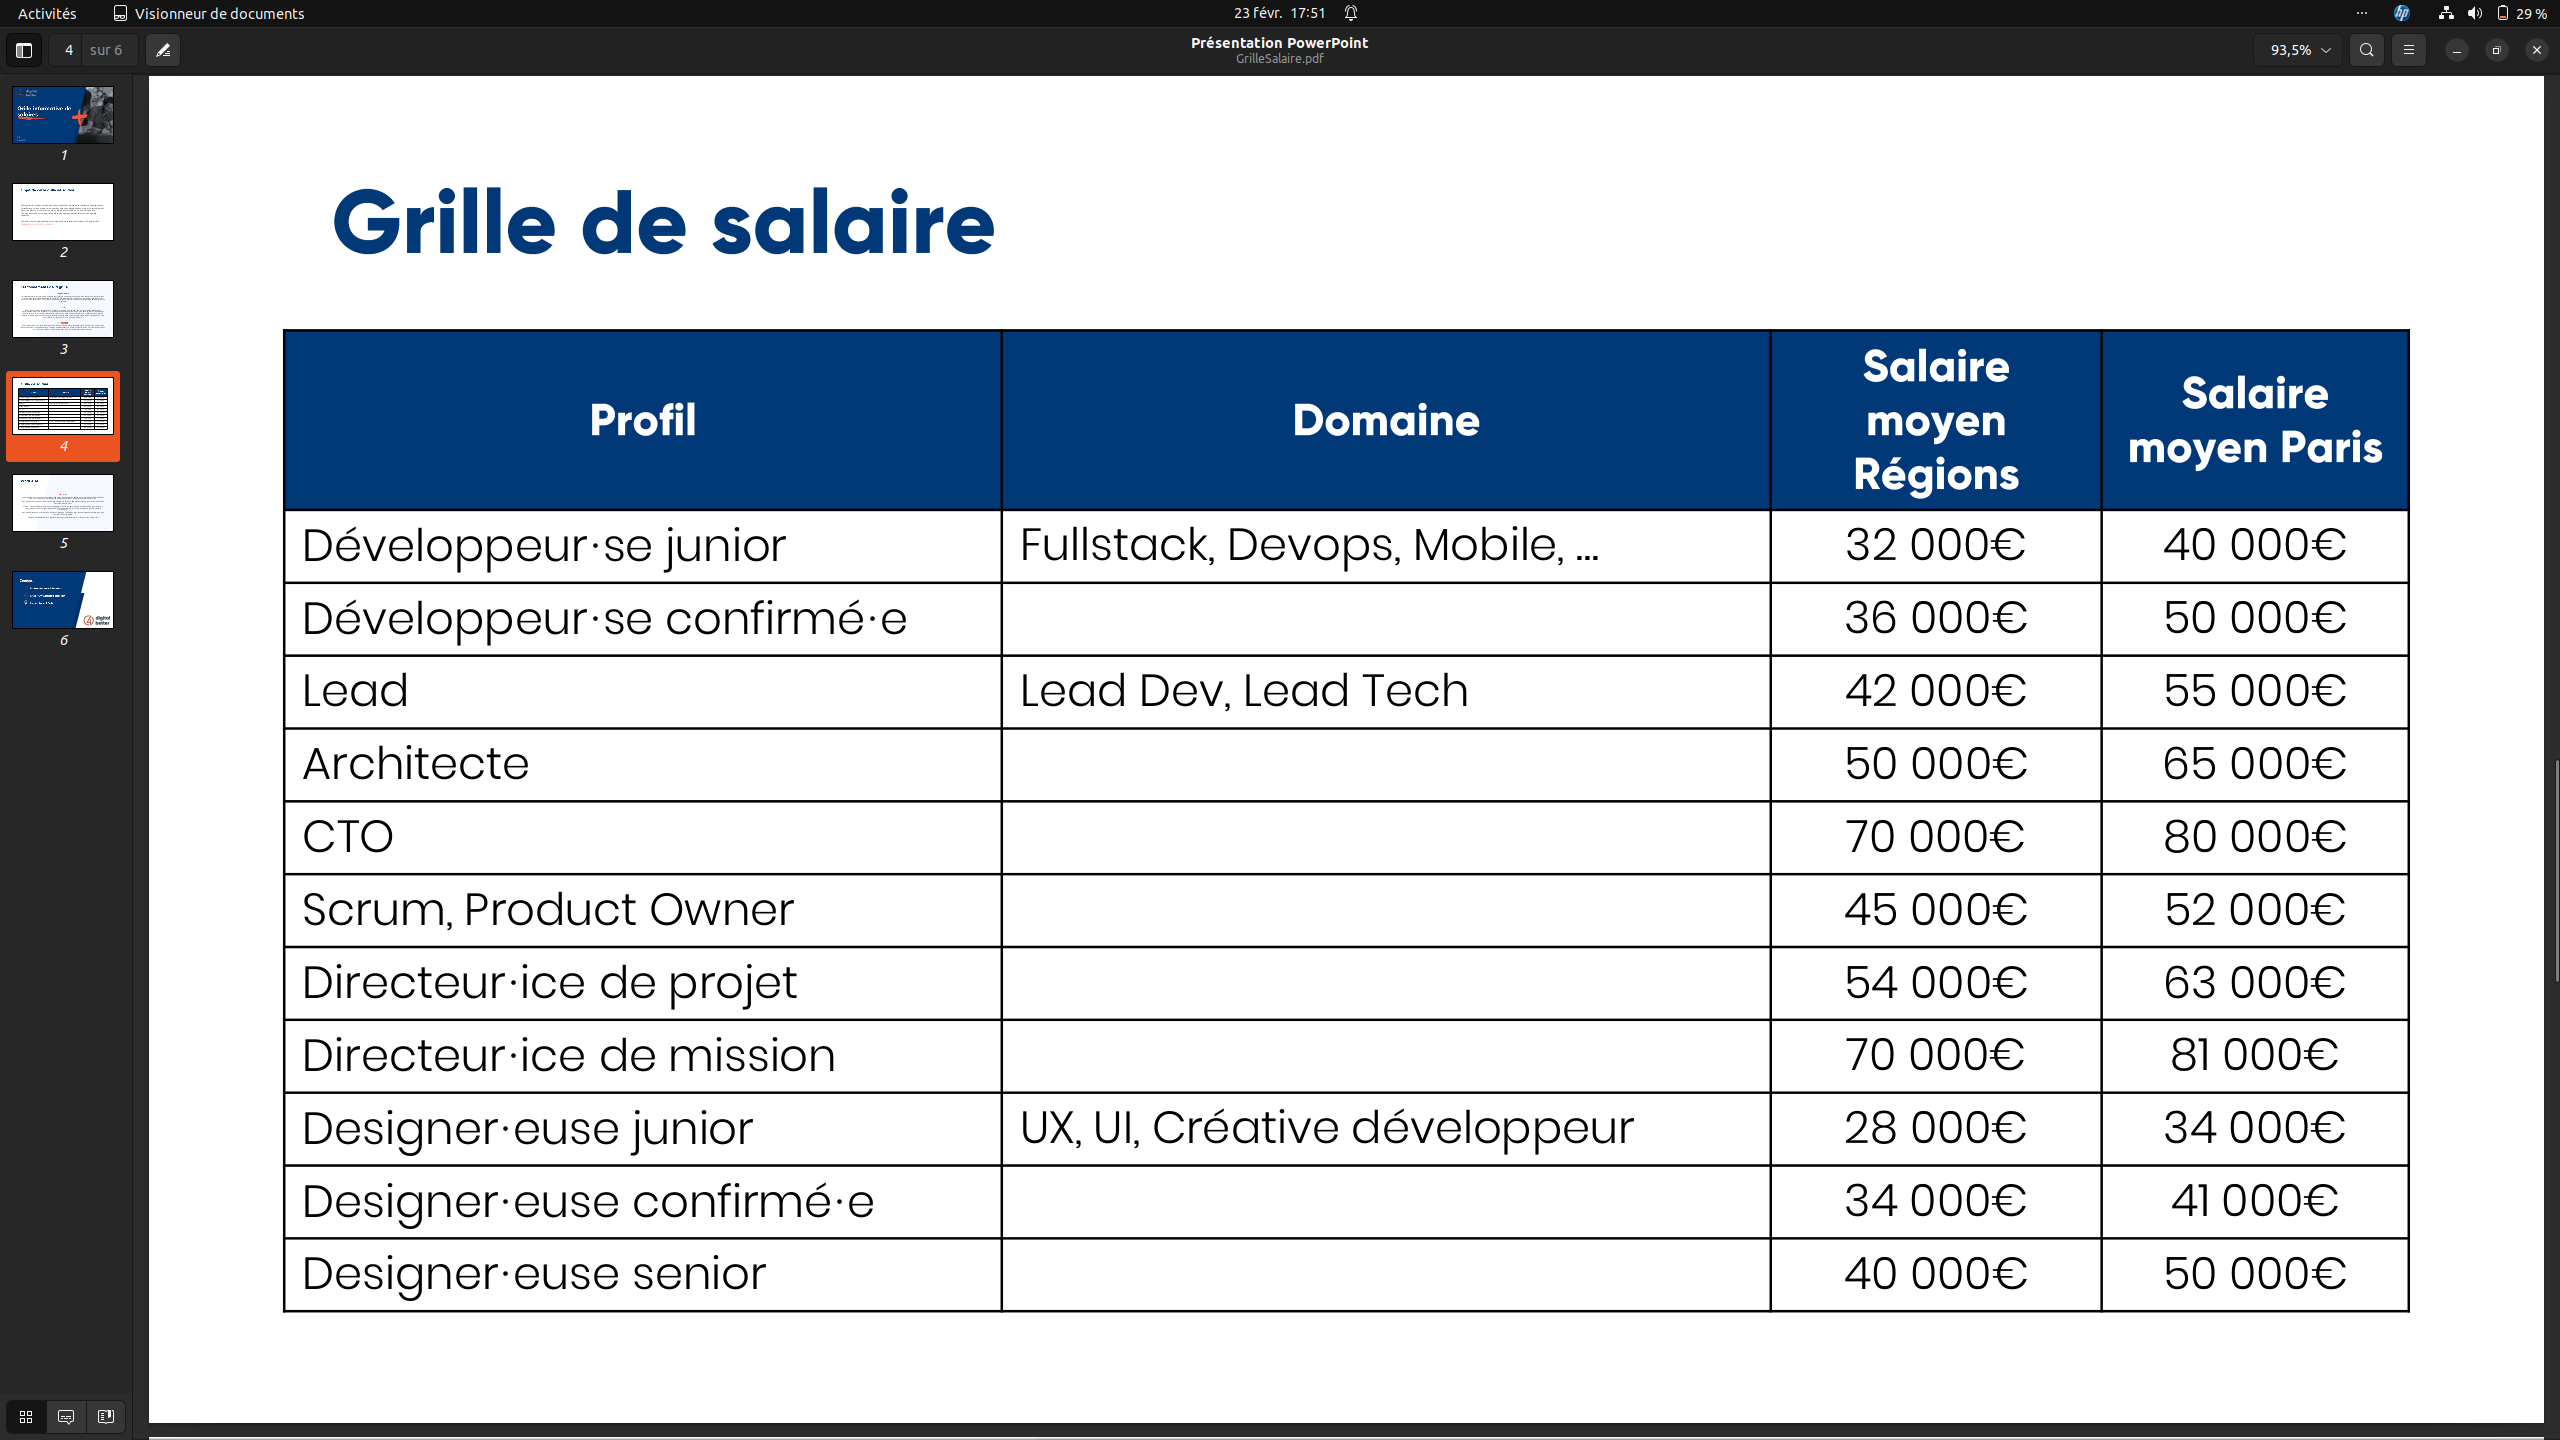 Activités Visionneur de documents 23 févr. 17:51 29 %
4 sur 6 Présentation PowerPoint 93,5%
GrilleSalaire.pdf
Grille informative de
salaires
1
2
3
4
5
6
digital
better
Grille de salaire
Profil Domaine Salaire moyen Régions Salaire moyen Paris
Développeur·se junior Fullstack, Devops, Mobile, ... 32 000€ 40 000€
Développeur·se confirmé·e 36 000€ 50 000€
Lead Lead Dev, Lead Tech 42 000€ 55 000€
Architecte 50 000€ 65 000€
CTO 70 000€ 80 000€
Scrum, Product Owner 45 000€ 52 000€
Directeur·ice de projet 54 000€ 63 000€
Directeur·ice de mission 70 000€ 81 000€
Designer·euse junior UX, UI, Créative développeur 28 000€ 34 000€
Designer·euse confirmé·e 34 000€ 41 000€
Designer·euse senior 40 000€ 50 000€